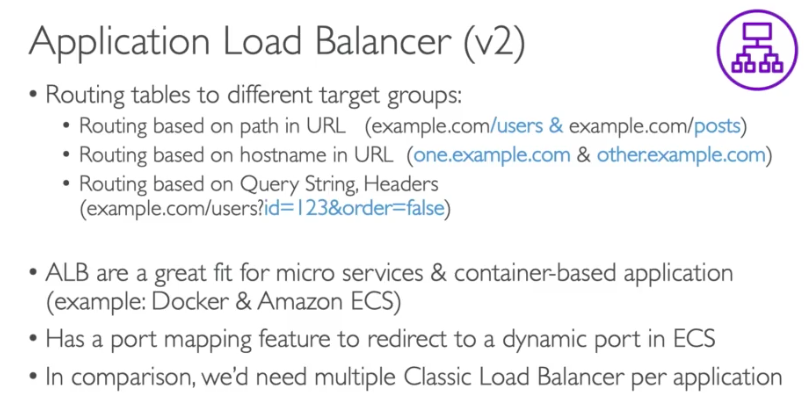 Application Load Balancer (v2)
• Routing tables to different target groups:
• Routing based on path in URL (example.com/users & example.com/posts)
• Routing based on hostname in URL (one.example.com & other.example.com)
• Routing based on Query String, Headers
(example.com/users?id=123&order=false)
• ALB are a great fit for micro services & container-based application
(example: Docker & Amazon ECS)
• Has a port mapping feature to redirect to a dynamic port in ECS
• In comparison, we'd need multiple Classic Load Balancer per application